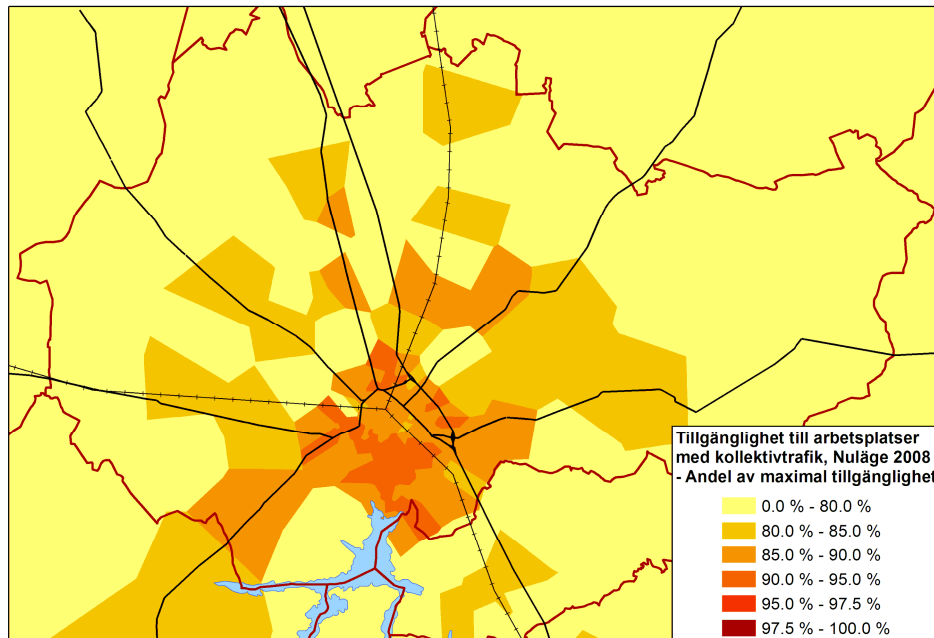 Tillgänglighet till arbetsplatser
med kollektivtrafik, Nuläge 2008
- Andel av maximal tillgänglighet
0.0 % - 80.0 %
80.0 % - 85.0 %
85.0 % - 90.0 %
90.0 % - 95.0 %
95.0 % - 97.5 %
97.5 % - 100.0 %